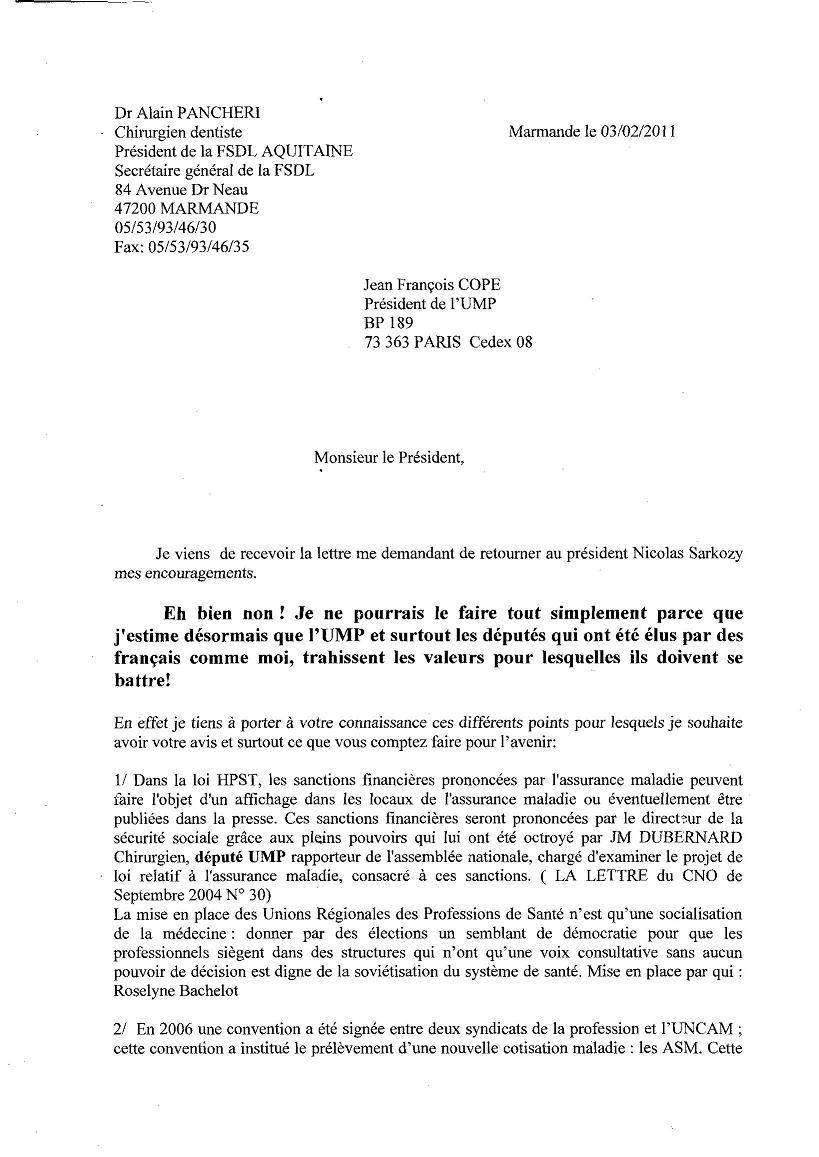 Dr Alain PANCHERI
Chirurgien dentiste
Marmande le 03/02/2011
Président de la FSDL AQUITAINE
Secrétaire général de la FSDL
84 Avenue Dr Neau
47200 MARMANDE
05/53/93/46/30
Fax: 05/53/93/46/35
Jean François COPE
Président de l'UMP
BP 189
73 363 PARIS Cedex 08
Monsieur le Président,
Je viens de recevoir la lettre me demandant de retourner au président Nicolas Sarkozy
mes encouragements.
Eh bien non ! Je ne pourrais le faire tout simplement parce que
j'estime désormais que l'UMP et surtout les députés qui ont été élus par des
français comme moi, trahissent les valeurs pour lesquelles ils doivent se
battre!
En effet je tiens à porter à votre connaissance ces différents points pour lesquels je souhaite
avoir votre avis et surtout ce que vous comptez faire pour l'avenir:
1/ Dans la loi HPST, les sanctions financières prononcées par l'assurance maladie peuvent
faire l'objet d'un affichage dans les locaux de l'assurance maladie ou éventuellement être
publiées dans la presse. Ces sanctions financières seront prononcées par le directeur de la
sécurité sociale grâce aux pleins pouvoirs qui lui ont été octroyé par JM DUBERNARD
Chirurgien, député UMP rapporteur de l'assemblée nationale, chargé d'examiner le projet de
loi relatif à l'assurance maladie, consacré à ces sanctions. ( LA LETTRE du CNO de
Septembre 2004 N° 30)
La mise en place des Unions Régionales des Professions de Santé n'est qu'une socialisation
de la médecine : donner par des élections un semblant de démocratie pour que les
professionnels siègent dans des structures qui n'ont qu'une voix consultative sans aucun
pouvoir de décision est digne de la soviétisation du système de santé. Mise en place par qui :
Roselyne Bachelot
2/ En 2006 une convention a été signée entre deux syndicats de la profession et l'UNCAM ;
cette convention a institué le prélèvement d'une nouvelle cotisation maladie : les ASM. Cette